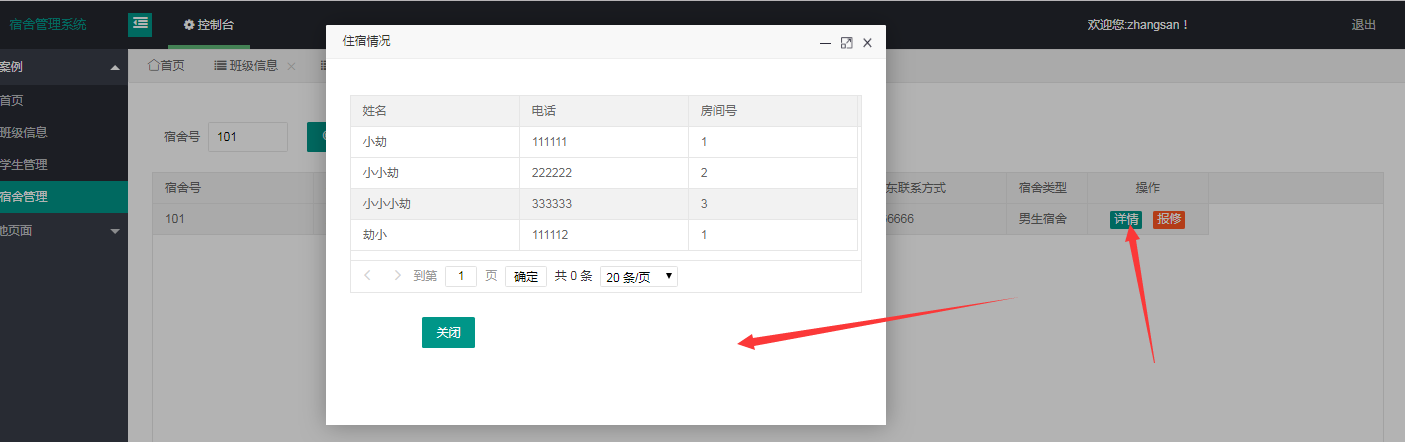 宿舍管理系统
控制台
欢迎您:zhangsan！
退出
案例
首页
班级信息
学生管理
宿舍管理
他页面
首页
班级信息
宿舍号 101
宿舍号
东联系方式
宿舍类型
操作
101
66666
男生宿舍
详情
报修
住宿情况
姓名 电话 房间号
小劫 111111 1
小小劫 222222 2
小小小劫 333333 3
劫小 111112 1
到第 1 页 确定 共 0 条 20 条/页
关闭